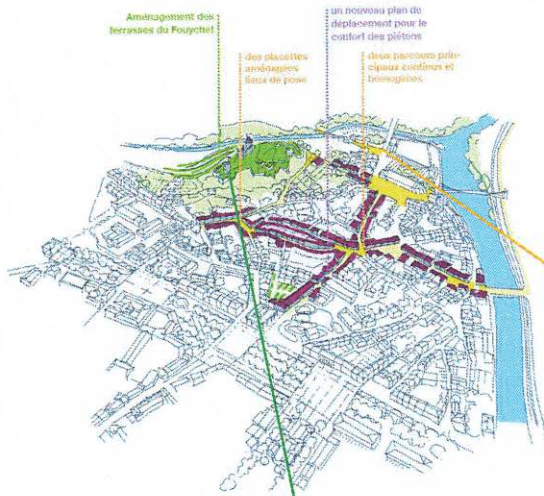 Aménagement des
terrasses du Fouychet
des placettes
aménagées
lieux de pose
un nouveau plan de
déplacement pour le
confort des piétons
deux parcours prin-
cipaux continus et
homogènes